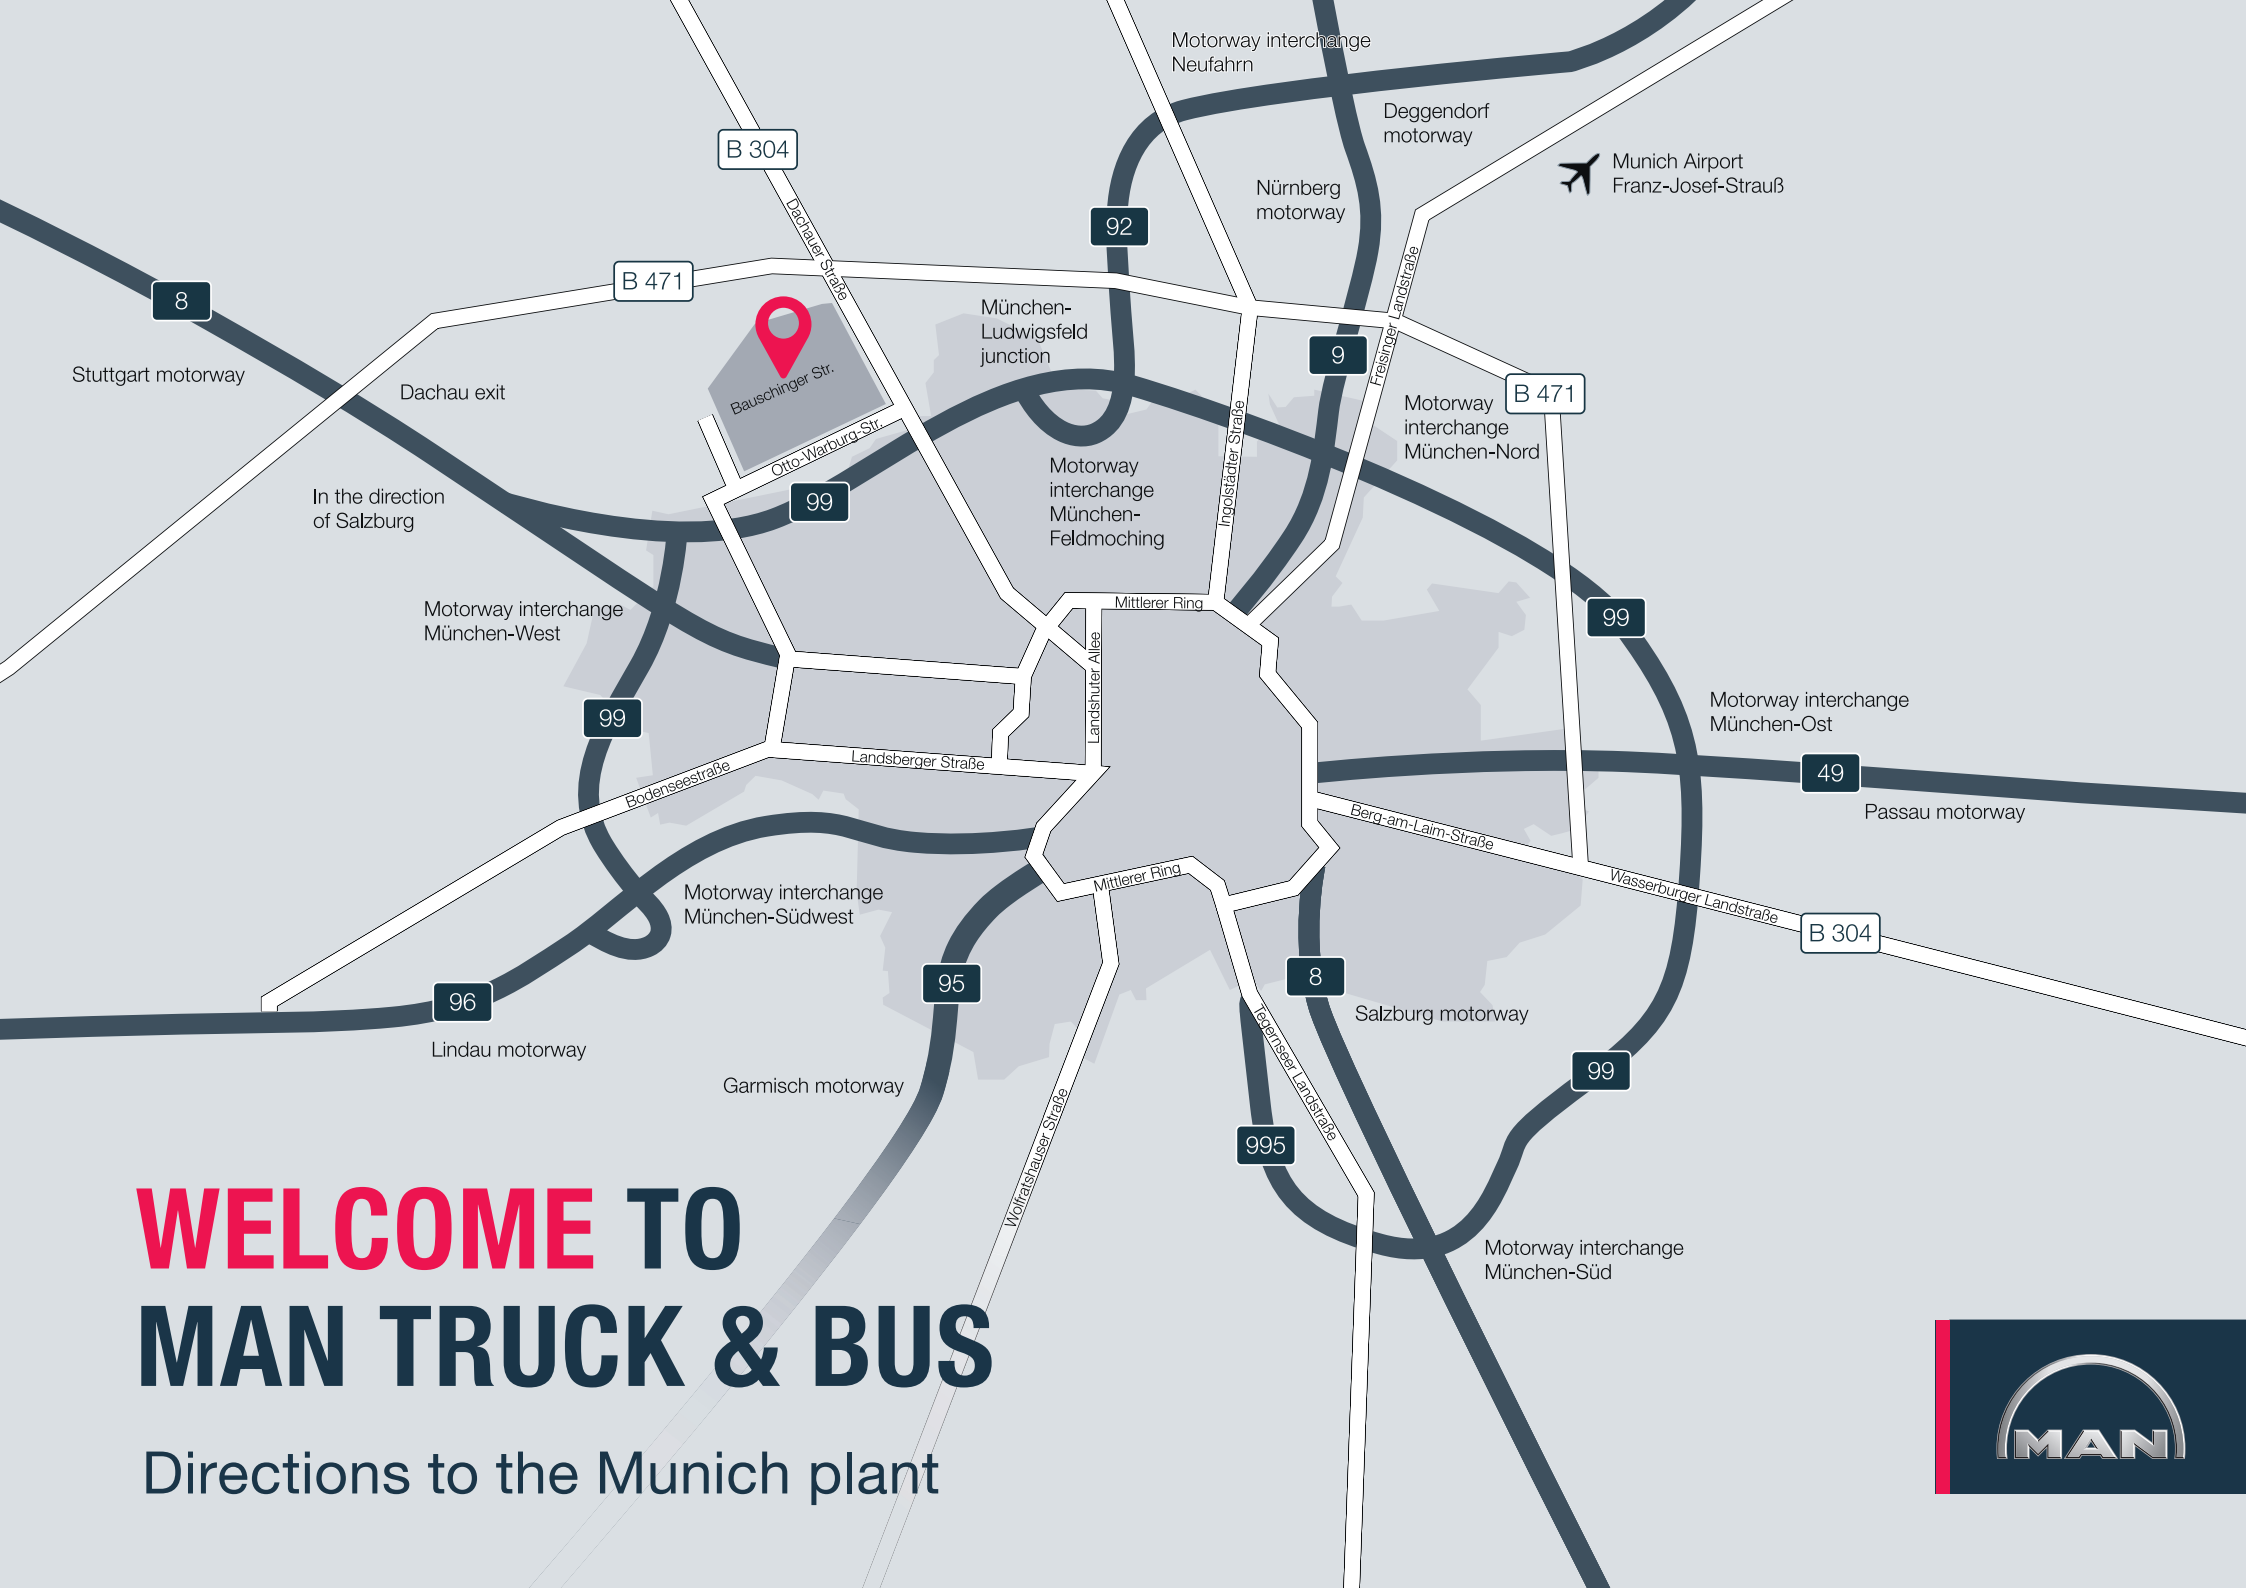 Motorway interchange
Neufahrn
Deggendorf
motorway
B 304
Munich Airport
Franz-Josef-Strauß
Nürnberg
motorway
92
Dachauer Straße
B 471
8
München-
Ludwigsfeld
junction
Freisinger Landstraße
9
Stuttgart motorway
Dachau exit
Bauschinger Str.
B 471
Motorway
interchange
München-Nord
Otto-Warburg-Str.
Ingolstädter Straße
Motorway
interchange
München-
Feldmoching
In the direction
of Salzburg
99
Motorway interchange
München-West
Mittlerer Ring
99
Landshuter Allee
99
Motorway interchange
München-Ost
Landsberger Straße
Bodenseestraße
49
Passau motorway
Berg-am-Laim-Straße
Motorway interchange
München-Südwest
Mittlerer Ring
Wasserburger Landstraße
B 304
96
95
8
Salzburg motorway
Lindau motorway
Garmisch motorway
Tegernseer Landstraße
99
Wolfratshauser Straße
995
Motorway interchange
München-Süd
WELCOME TO
MAN TRUCK & BUS
Directions to the Munich plant
MAN